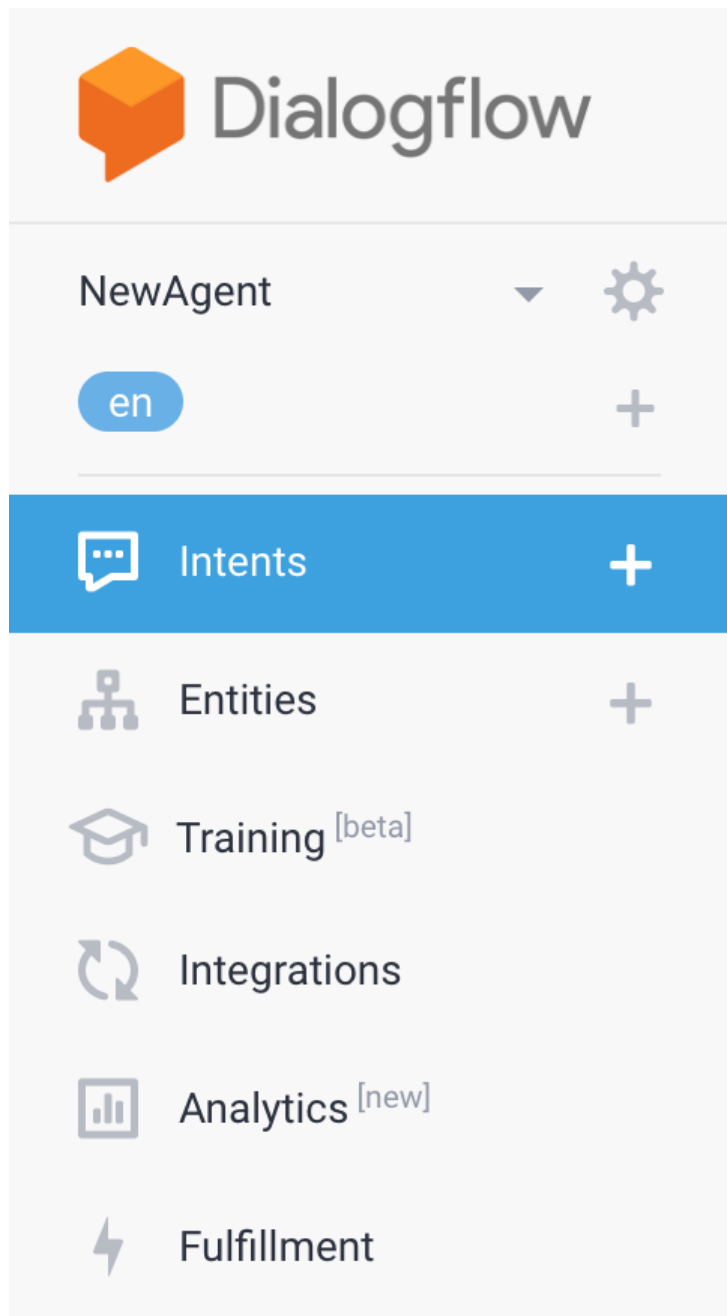 Dialogflow
NewAgent
en
Intents
Entities
Training [beta]
Integrations
Analytics [new]
Fulfillment